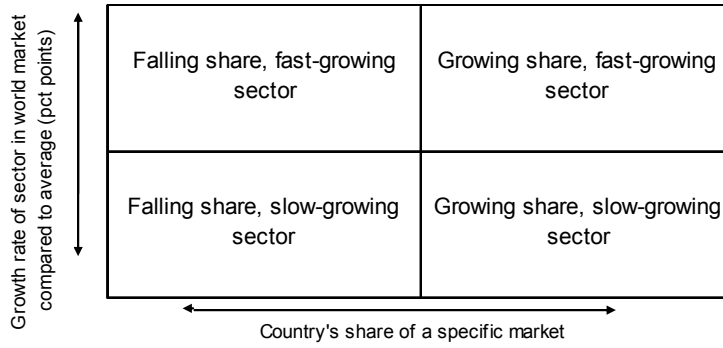 Growth rate of sector in world market
compared to average (pct points)
Falling share, fast-growing
sector
Growing share, fast-growing
sector
Falling share, slow-growing
sector
Growing share, slow-growing
sector
Country's share of a specific market